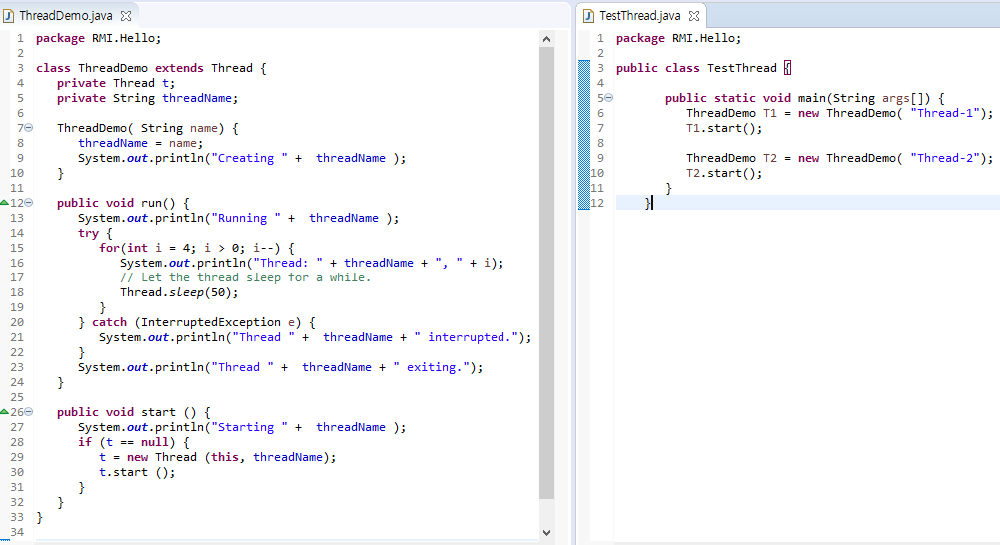 ThreadDemo.java
1 package RMI.Hello;
2
3 class ThreadDemo extends Thread {
4    private Thread t;
5    private String threadName;
6
7    ThreadDemo( String name) {
8       threadName = name;
9       System.out.println("Creating " +  threadName );
10    }
11
12    public void run() {
13       System.out.println("Running " +  threadName );
14       try {
15          for(int i = 4; i > 0; i--) {
16             System.out.println("Thread: " + threadName + ", " + i);
17             // Let the thread sleep for a while.
18             Thread.sleep(50);
19          }
20       } catch (InterruptedException e) {
21          System.out.println("Thread " +  threadName + " interrupted.");
22       }
23       System.out.println("Thread " +  threadName + " exiting.");
24    }
25
26    public void start () {
27       System.out.println("Starting " +  threadName );
28       if (t == null) {
29          t = new Thread (this, threadName);
30          t.start ();
31       }
32    }
33 }
34
TestThread.java
1 package RMI.Hello;
2
3 public class TestThread {
4
5        public static void main(String args[]) {
6           ThreadDemo T1 = new ThreadDemo( "Thread-1");
7           T1.start();
8
9           ThreadDemo T2 = new ThreadDemo( "Thread-2");
10           T2.start();
11        }
12     }